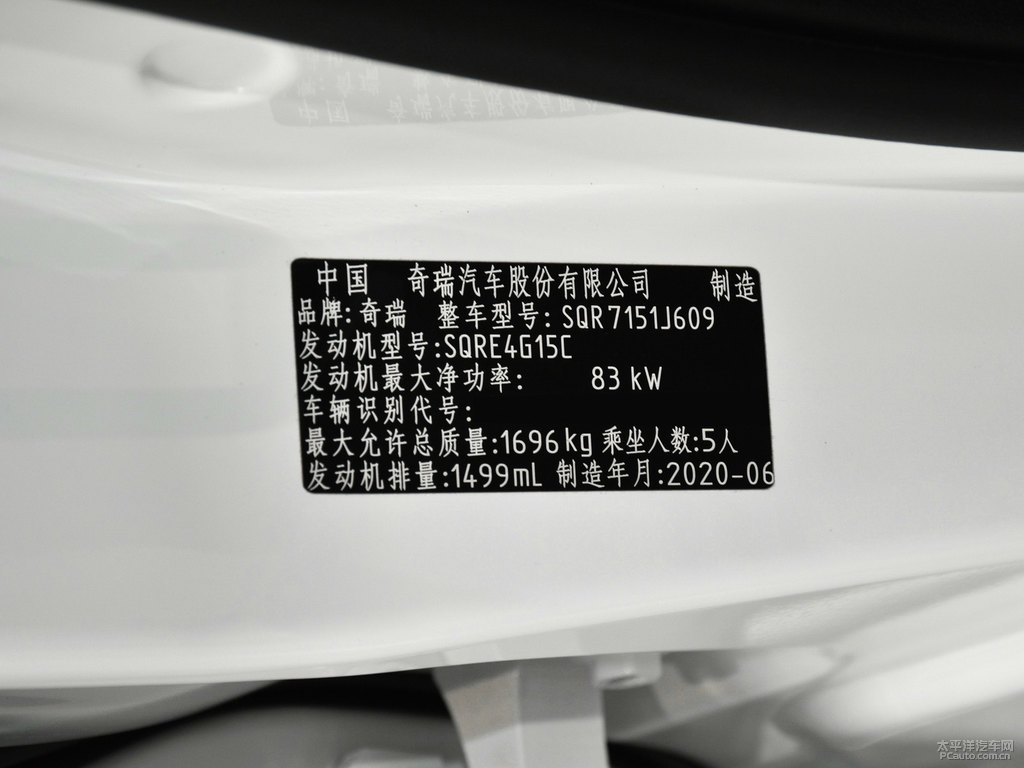 中国 奇瑞汽车股份有限公司 制造
品牌:奇瑞 整车型号:SQR7151J609
发动机型号:SQRE4G15C
发动机最大净功率: 83 kW
车辆识别代号:
最大允许总质量:1696kg 乘坐人数:5人
发动机排量:1499mL 制造年月:2020-06
太平洋汽车网
PCauto.com.cn